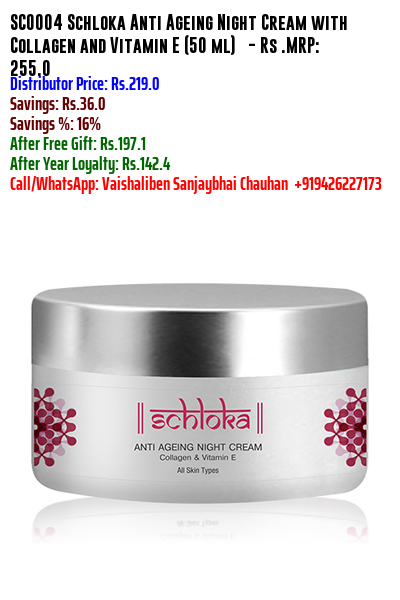 SC0004 Schloka Anti Ageing Night Cream with
Collagen and Vitamin E (50 ml) - Rs .MRP:
255.0
Distributor Price: Rs.219.0
Savings: Rs.36.0
Savings %: 16%
After Free Gift: Rs.197.1
After Year Loyalty: Rs.142.4
Call/WhatsApp: Vaishaliben Sanjaybhai Chauhan +919426227173
schloka
ANTI AGEING NIGHT CREAM
Collagen & Vitamin E
All Skin Types